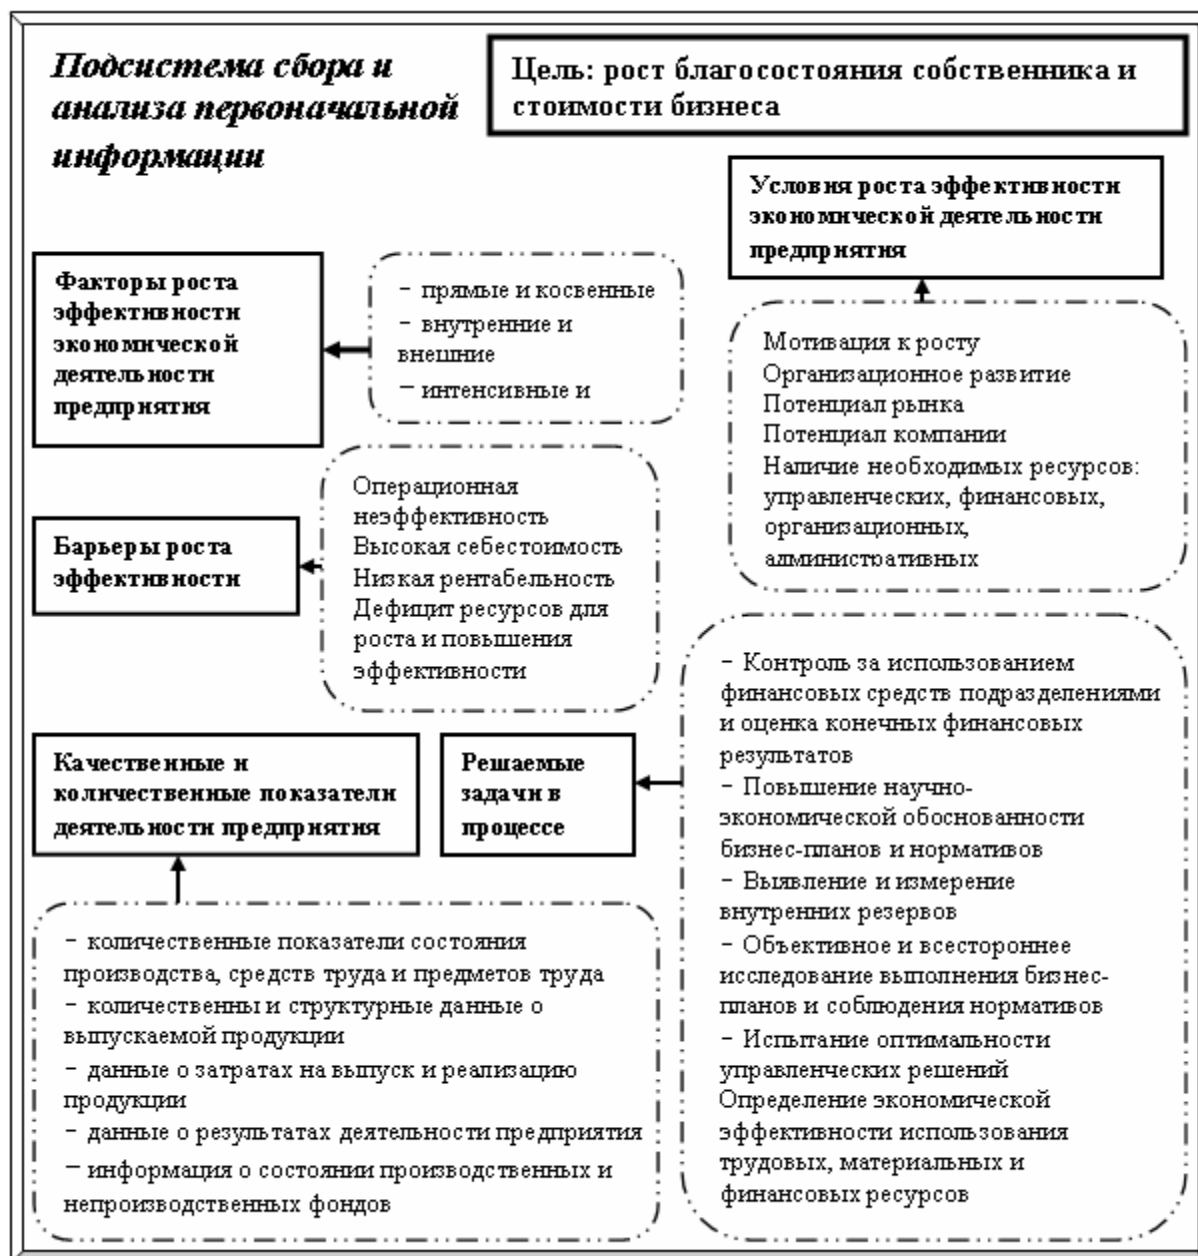 Подсистема сбора и
анализа первоначальной
информации
Цель: рост благосостояния собственника и
стоимости бизнеса
Условия роста эффективности
экономической деятельности
предприятия
Факторы роста
эффективности
экономической
деятельности
предприятия
– прямые и косвенные
– внутренние и
внешние
– интенсивные и
Мотивация к росту
Организационное развитие
Потенциал рынка
Потенциал компании
Наличие необходимых ресурсов:
управленческих, финансовых,
организационных,
административных
Барьеры роста
эффективности
Операционная
неэффективность
Высокая себестоимость
Низкая рентабельность
Дефицит ресурсов для
роста и повышения
эффективности
Качественные и
количественные показатели
деятельности предприятия
Решаемые
задачи в
процессе
– Контроль за использованием
финансовых средств подразделениями
и оценка конечных финансовых
результатов
– Повышение научно-
экономической обоснованности
бизнес-планов и нормативов
– Выявление и измерение
внутренних резервов
– Объективное и всестороннее
исследование выполнения бизнес-
планов и соблюдения нормативов
– Испытание оптимальности
управленческих решений
Определение экономической
эффективности использования
трудовых, материальных и
финансовых ресурсов
– количественные показатели состояния
производства, средств труда и предметов труда
– количественны и структурные данные о
выпускаемой продукции
– данные о затратах на выпуск и реализацию
продукции
– данные о результатах деятельности предприятия
– информация о состоянии производственных и
непроизводственных фондов